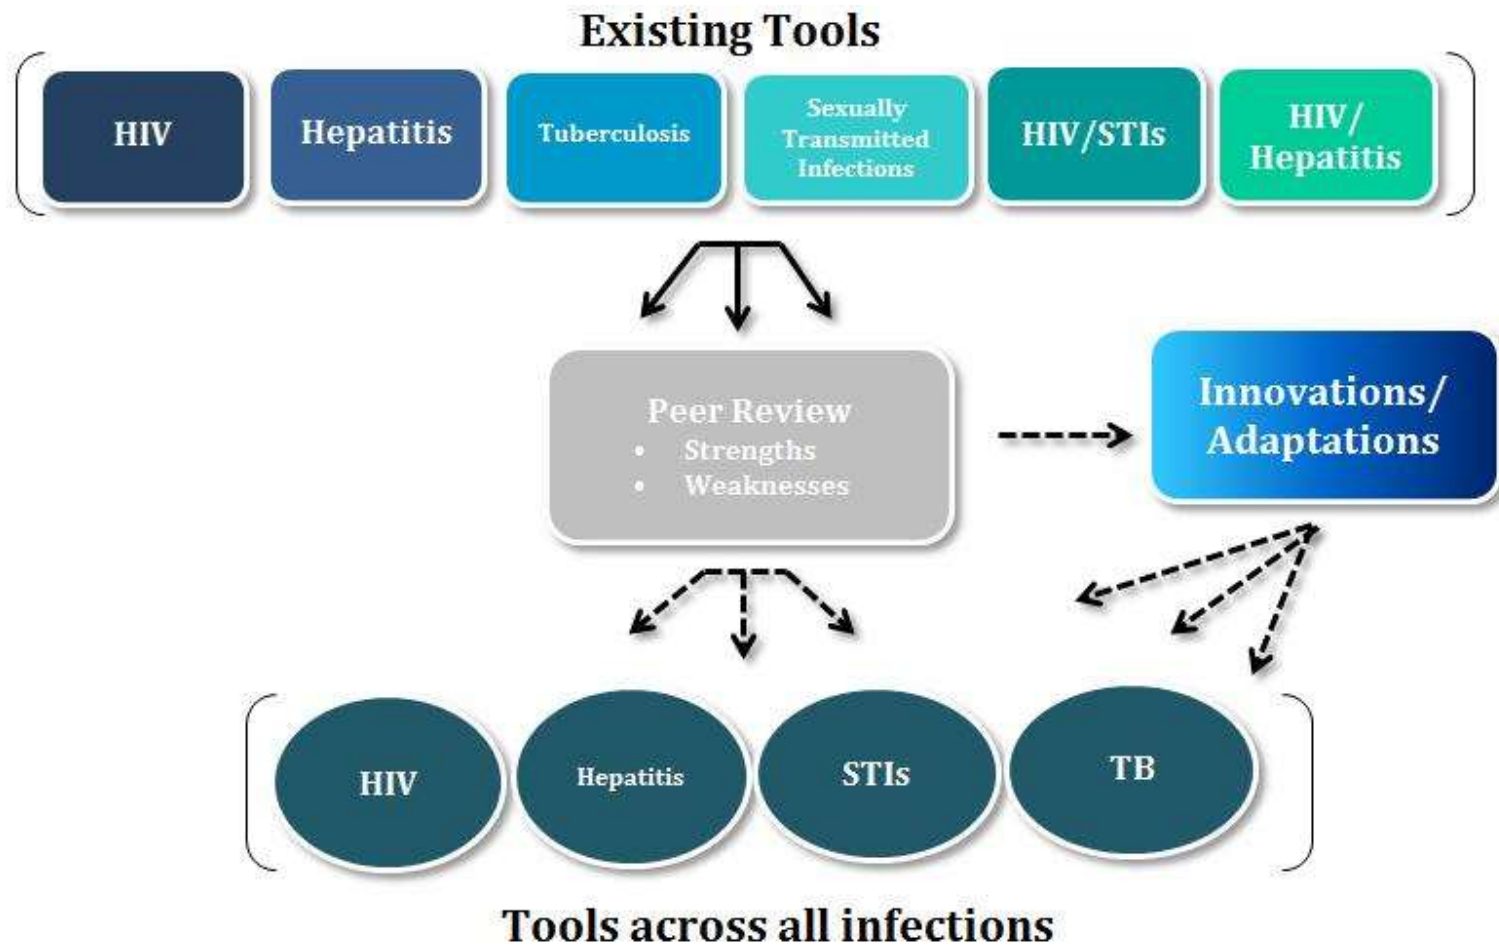 Existing Tools
HIV
Hepatitis
Tuberculosis
Sexually
Transmitted
Infections
HIV/STIs
HIV/
Hepatitis
Peer Review
• Strengths
• Weaknesses
Innovations/
Adaptations
HIV
Hepatitis
STIs
TB
Tools across all infections